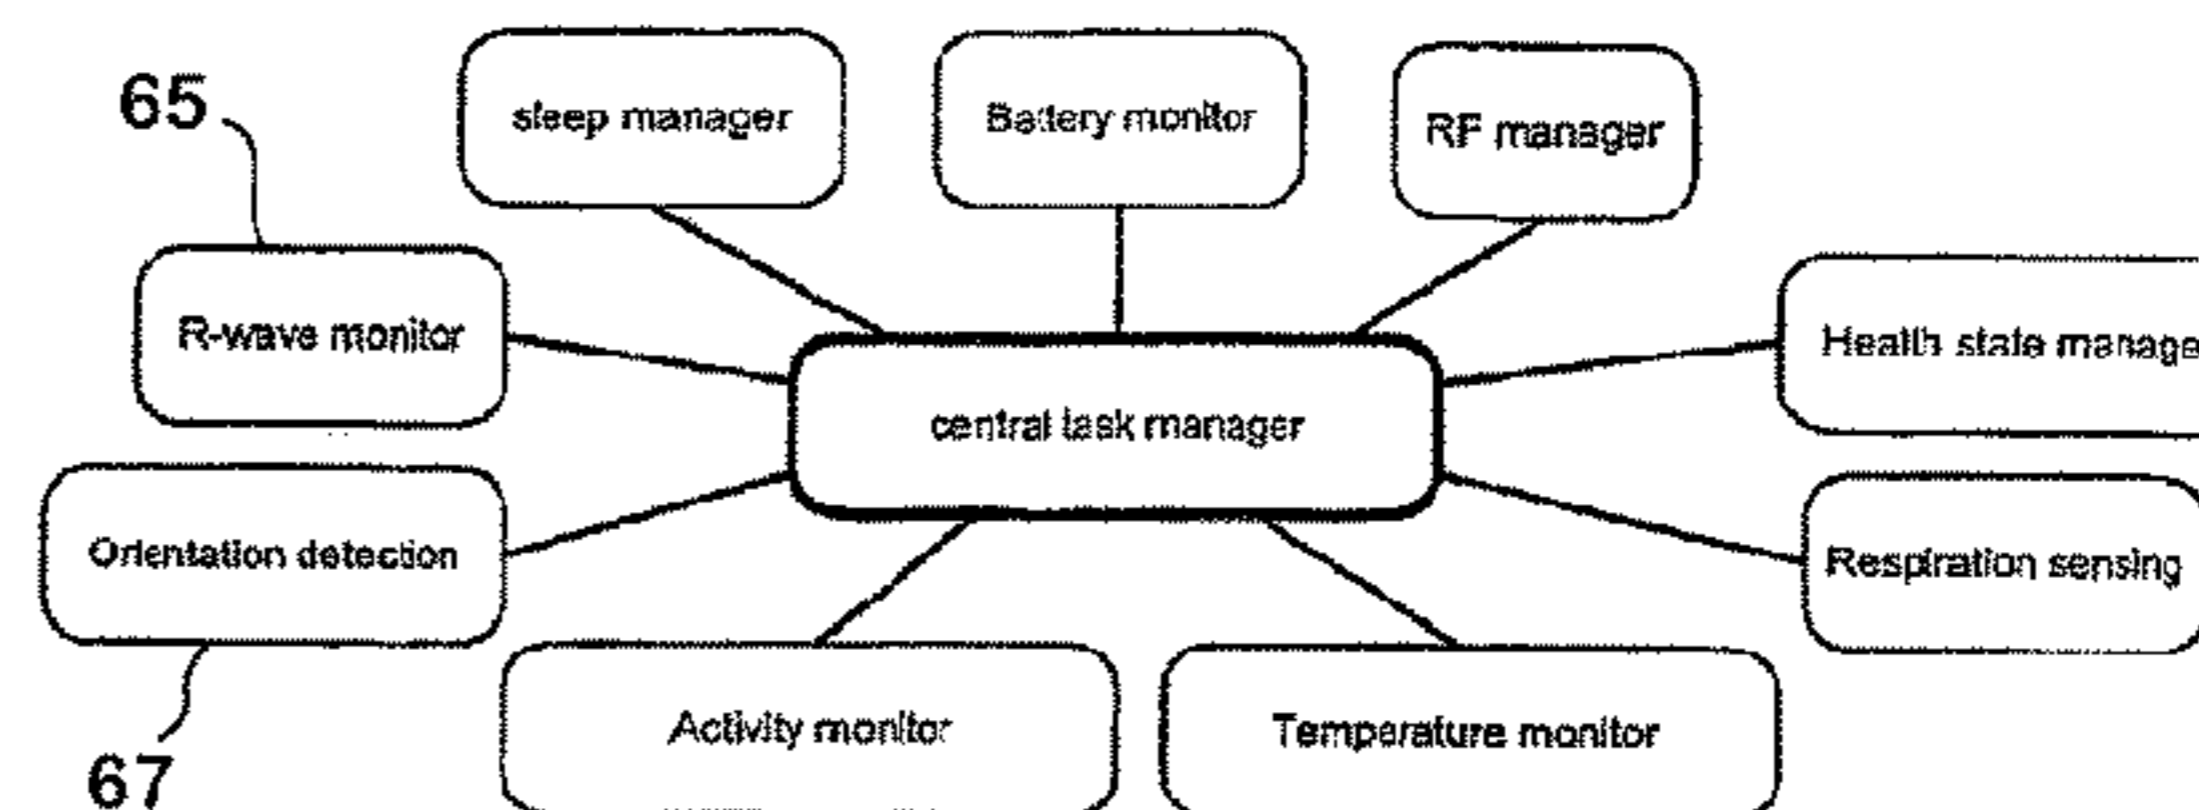 65
sleep manager
Battery monitor
RF manager
R-wave monitor
Health state manage
central task manager
Orientation detection
Respiration sensing
Activity monitor
Temperature monitor
67